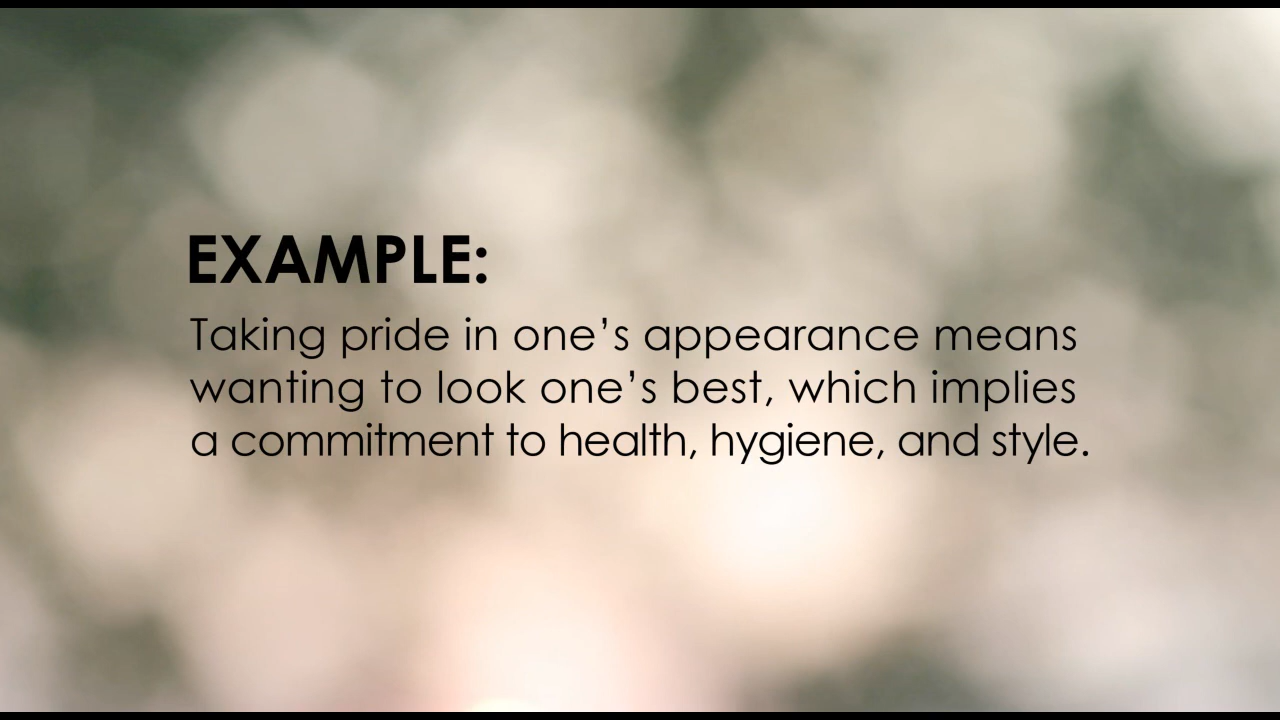 EXAMPLE:
Taking pride in one’s appearance means
wanting to look one’s best, which implies
a commitment to health, hygiene, and style.